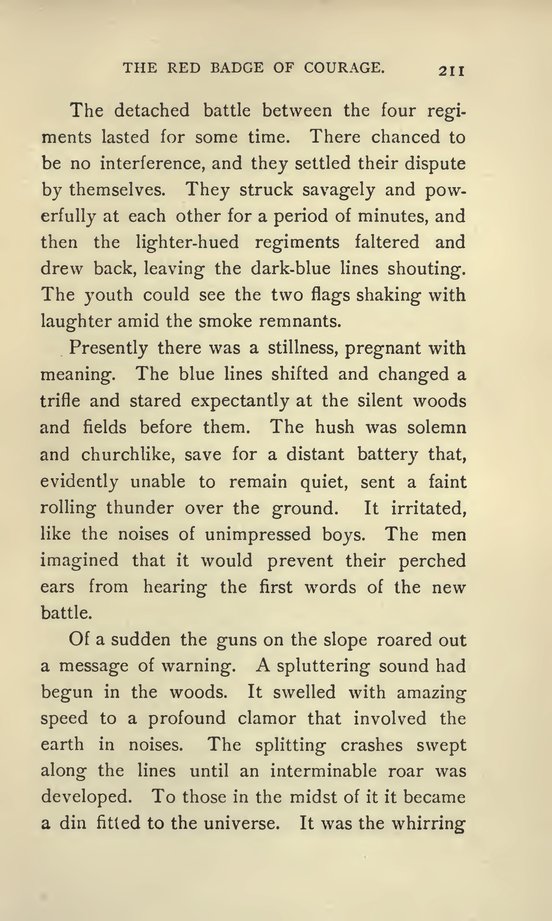 THE RED BADGE OF COURAGE. 211
The detached battle between the four regi-
ments lasted for some time. There chanced to
be no interference, and they settled their dispute
by themselves. They struck savagely and pow-
erfully at each other for a period of minutes, and
then the lighter-hued regiments faltered and
drew back, leaving the dark-blue lines shouting.
The youth could see the two flags shaking with
laughter amid the smoke remnants.
Presently there was a stillness, pregnant with
meaning. The blue lines shifted and changed a
trifle and stared expectantly at the silent woods
and fields before them. The hush was solemn
and churchlike, save for a distant battery that,
evidently unable to remain quiet, sent a faint
rolling thunder over the ground. It irritated,
like the noises of unimpressed boys. The men
imagined that it would prevent their perched
ears from hearing the first words of the new
battle.
Of a sudden the guns on the slope roared out
a message of warning. A spluttering sound had
begun in the woods. It swelled with amazing
speed to a profound clamor that involved the
earth in noises. The splitting crashes swept
along the lines until an interminable roar was
developed. To those in the midst of it it became
a din fitted to the universe. It was the whirring